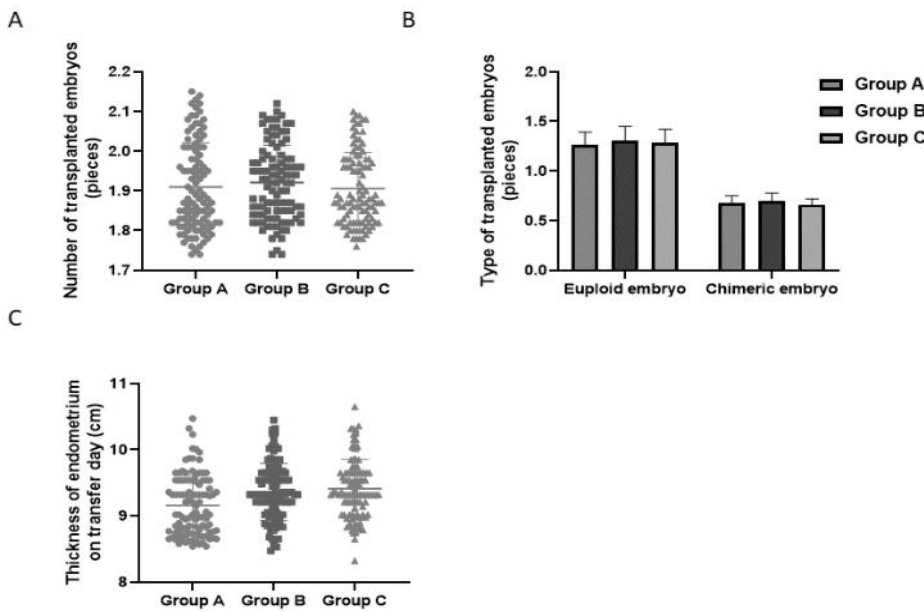 A
Number of transplanted embryos
(pieces)
2.2
2.1
2.0
1.9
1.8
1.7
Group A
Group B
Group C
B
Type of transplanted embryos
(pieces)
2.0
1.5
1.0
0.5
0.0
Euploid embryo
Chimeric embryo
Group A
Group B
Group C
C
Thickness of endometrium
on transfer day (cm)
11
10
9
8
Group A
Group B
Group C